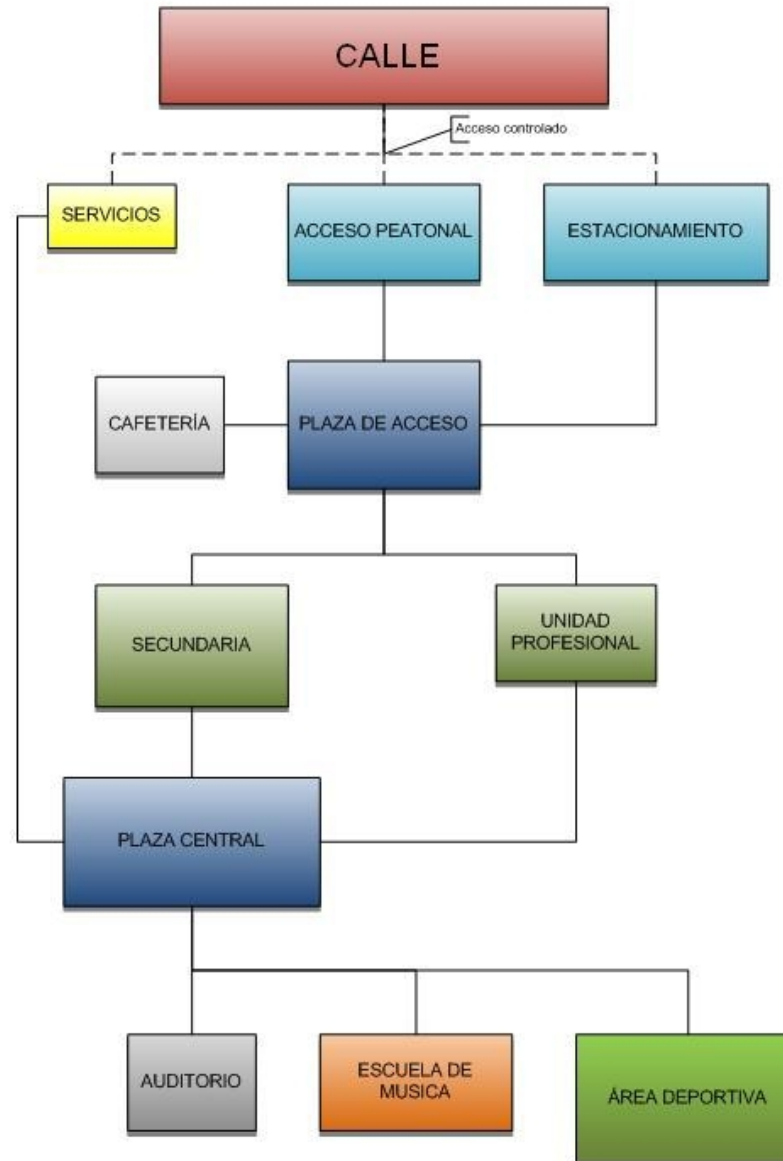 CALLE
Acceso controlado
SERVICIOS
ACCESO PEATONAL
ESTACIONAMIENTO
CAFETERÍA
PLAZA DE ACCESO
SECUNDARIA
UNIDAD
PROFESIONAL
PLAZA CENTRAL
AUDITORIO
ESCUELA DE
MUSICA
ÁREA DEPORTIVA